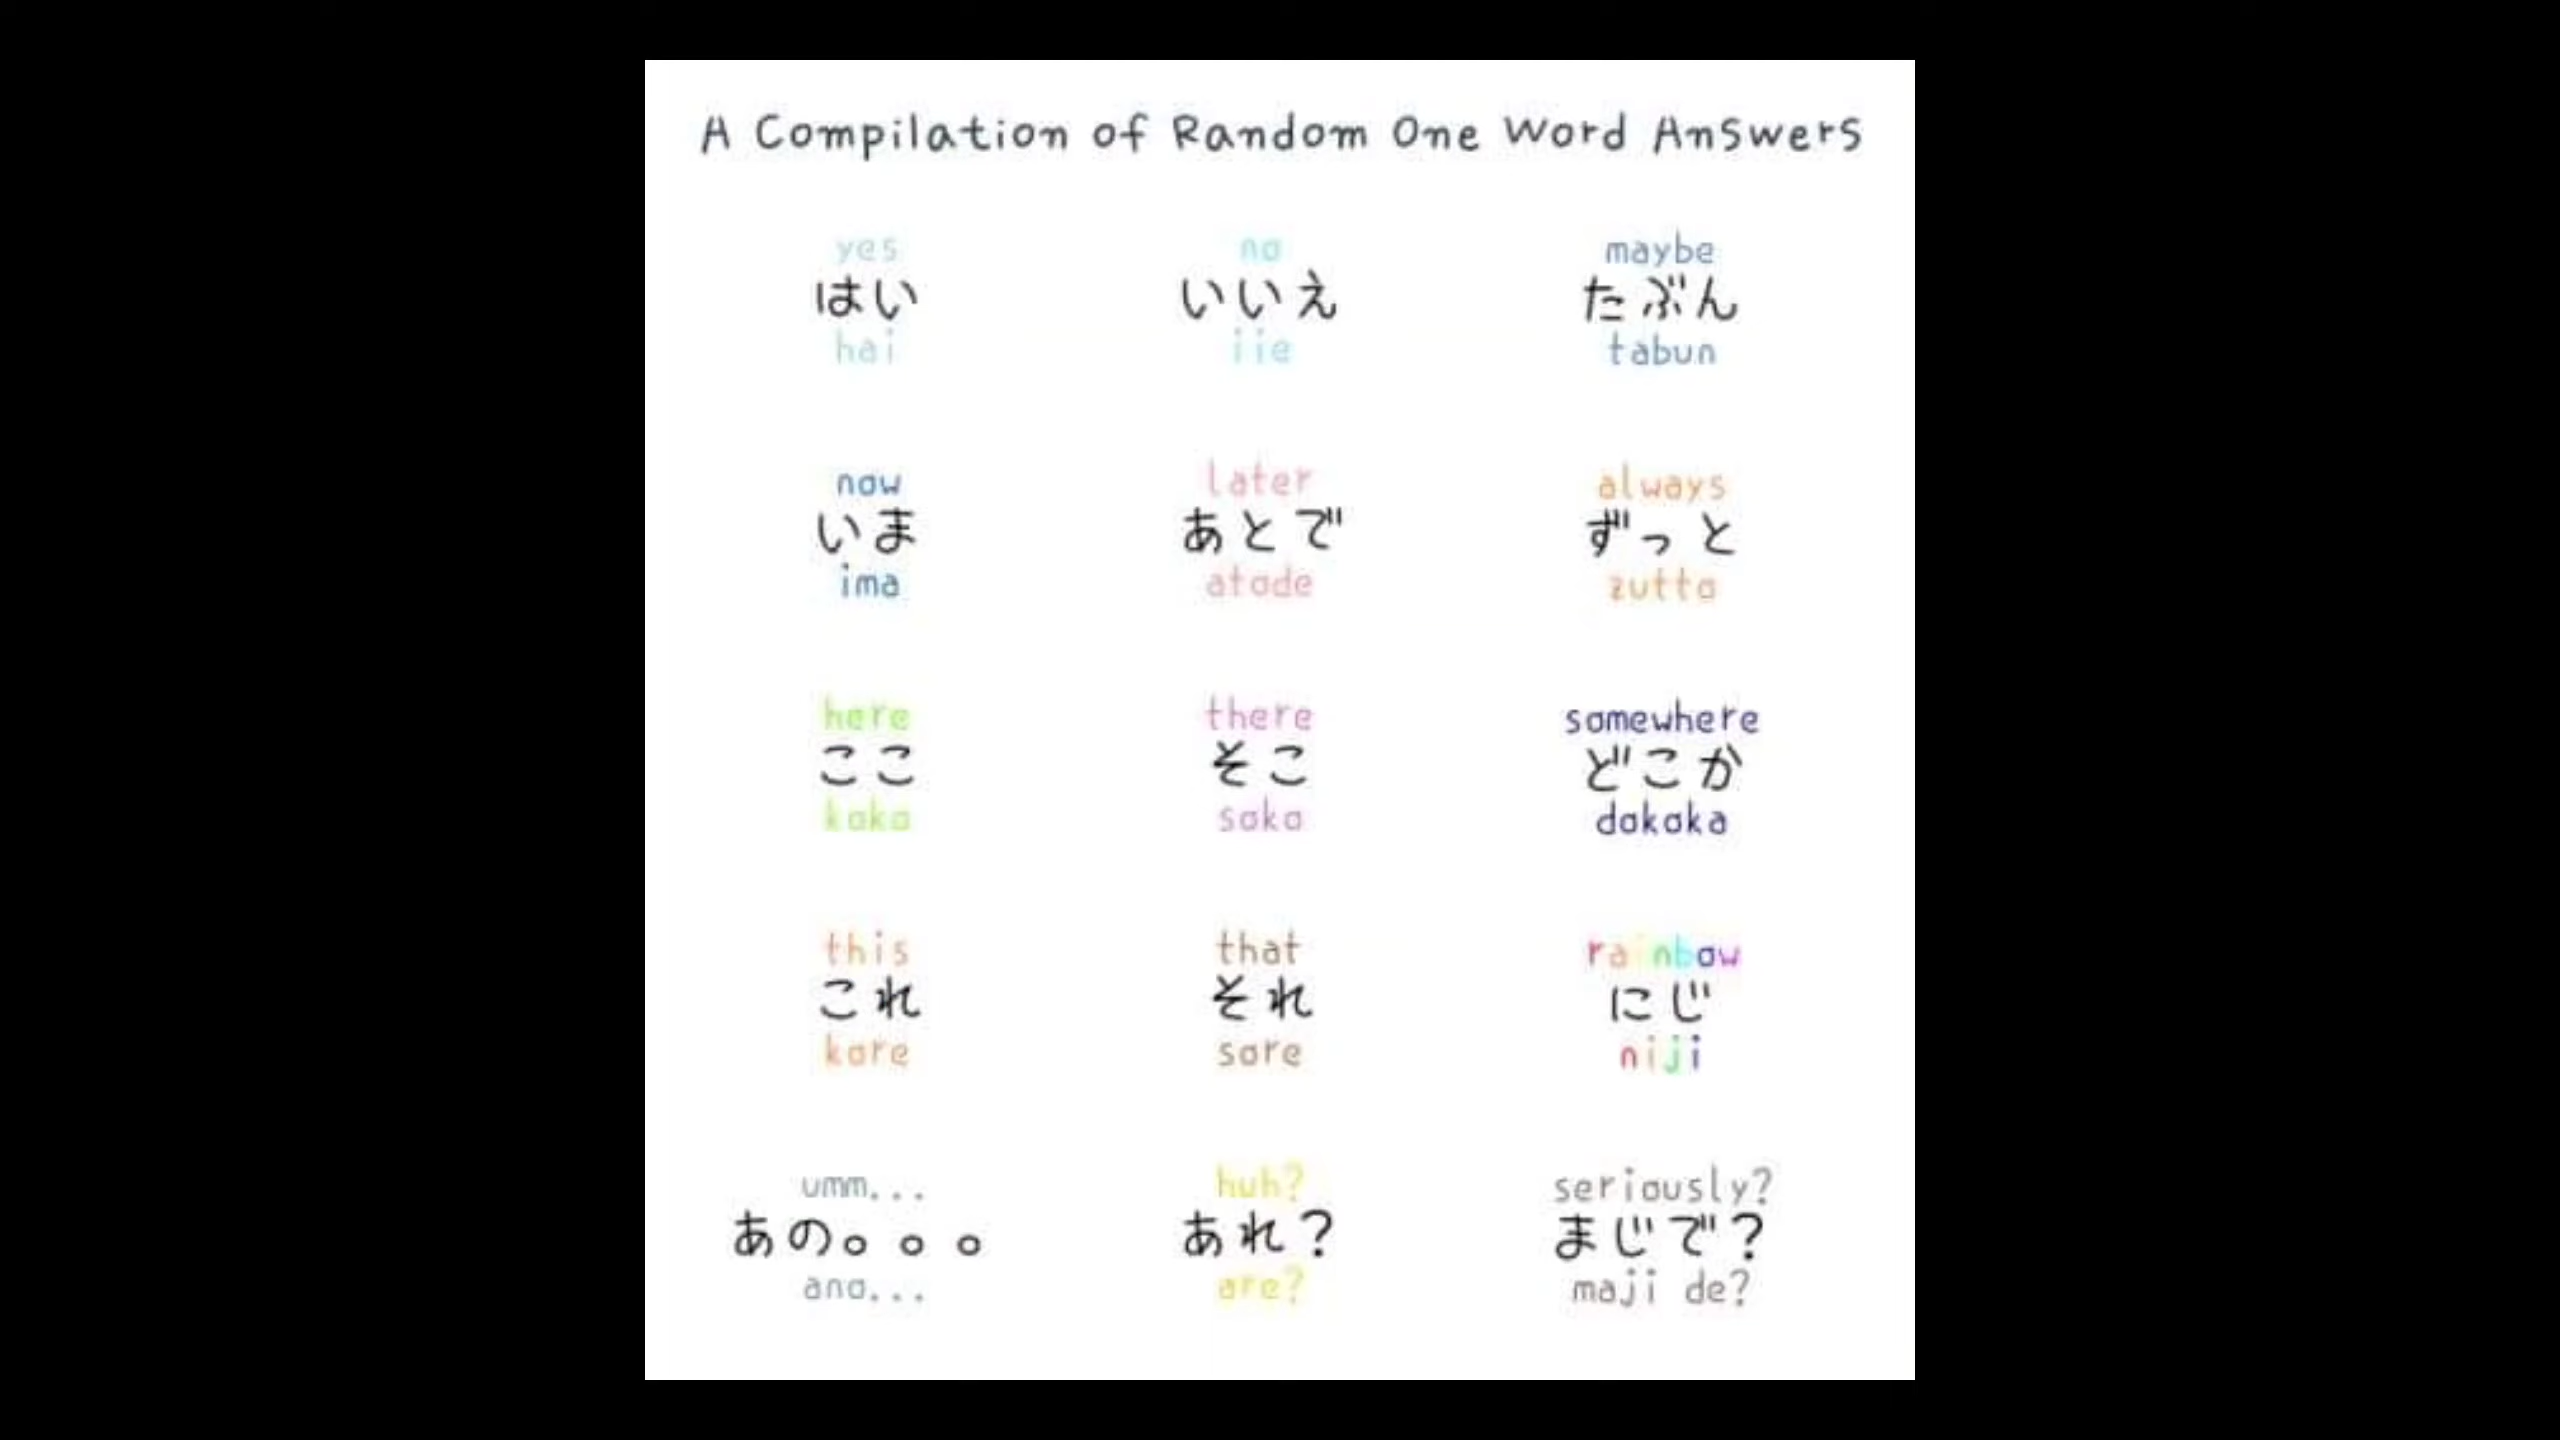 A Compilation of Random One Word Answers
yes
はい
hai
no
いいえ
iie
maybe
たぶん
tabun
now
いま
ima
later
あとで
atode
always
ずっと
zutto
here
ここ
koko
there
そこ
soko
somewhere
どこか
dokoka
this
これ
kore
that
それ
sore
rainbow
にじ
niji
umm...
あの。。。
ano...
huh?
あれ?
are?
seriously?
まじで?
maji de?